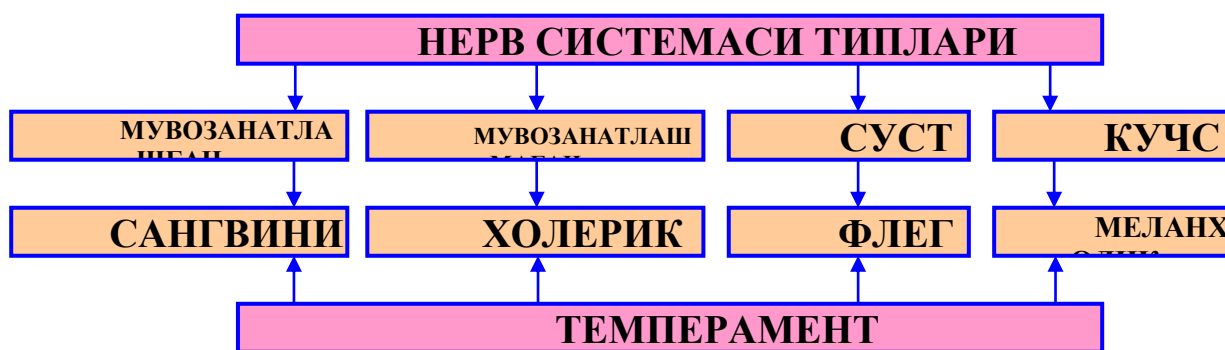 НЕРВ СИСТЕМАСИ ТИПЛАРИ
МУВОЗАНАТЛА
МУВОЗАНАТЛАШ
СУСТ
КУЧС
САНГВИНИ
ХОЛЕРИК
ФЛЕГ
МЕЛАНХ
ТЕМПЕРАМЕНТ